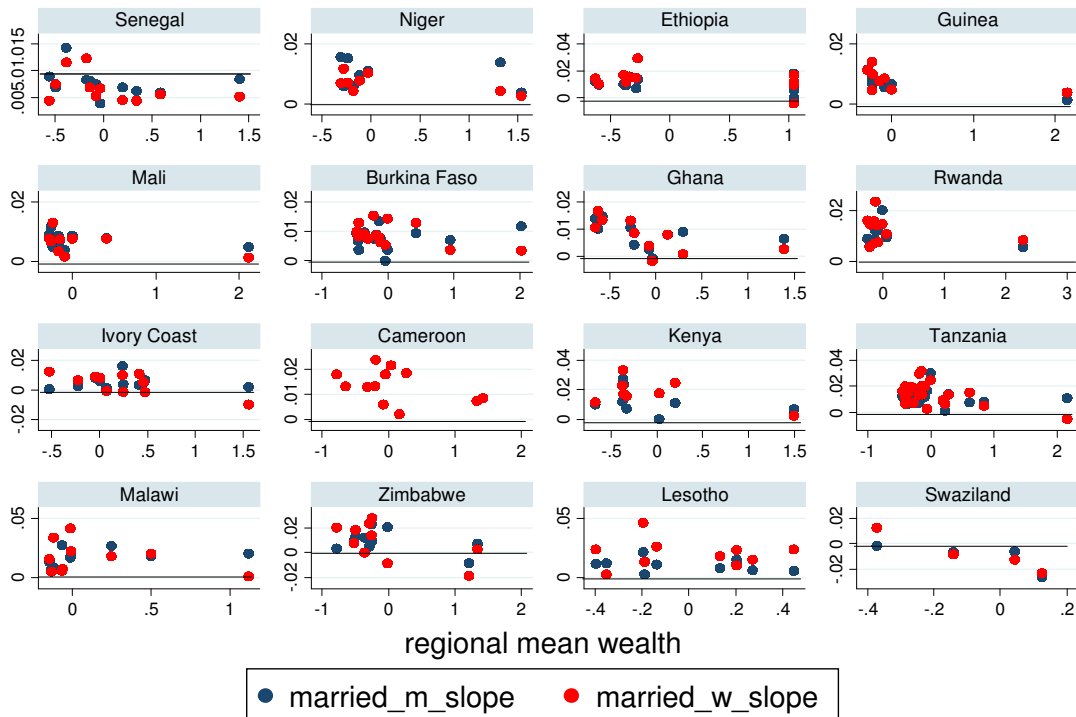 Senegal Niger Ethiopia Guinea
.005 .01 .015 0 .02 0 .02 .04 0 .02
-.5 0 .5 1 1.5 -.5 0 .5 1 1.5 -.5 0 .5 1 0 1 2
Mali Burkina Faso Ghana Rwanda
0 .02 0 .01 .02 0 .01 .02 0 .02
0 1 2 -1 0 1 2 -.5 0 .5 1 1.5 0 1 2 3
Ivory Coast Cameroon Kenya Tanzania
-.02 0 .02 0 .01 .02 0 .02 .04 0 .02 .04
-.5 0 .5 1 1.5 -1 0 1 2 -.5 0 .5 1 1.5 -1 0 1 2
Malawi Zimbabwe Lesotho Swaziland
0 .05 -.02 0 .02 0 .05 -.02 0 .02
0 .5 1 -1 0 1 2 -.4 -.2 0 .2 .4 -.4 -.2 0 .2
regional mean wealth
married_m_slope married_w_slope